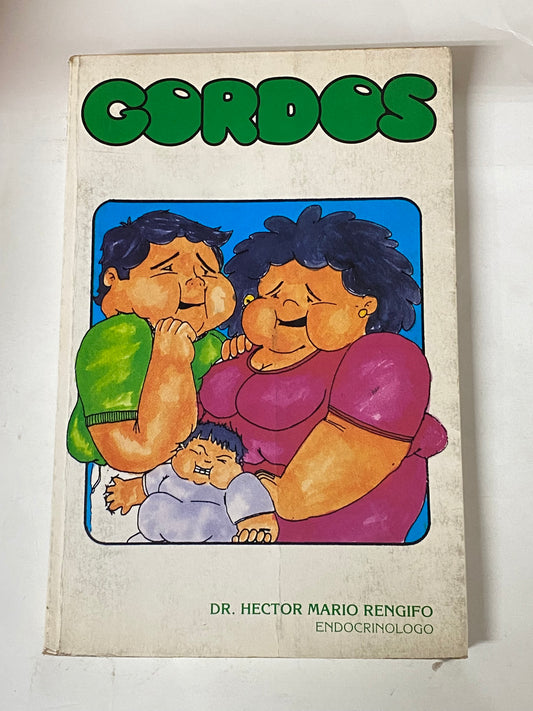 GORDOS
DR. HECTOR MARIO RENGIFO
ENDOCRINOLOGO